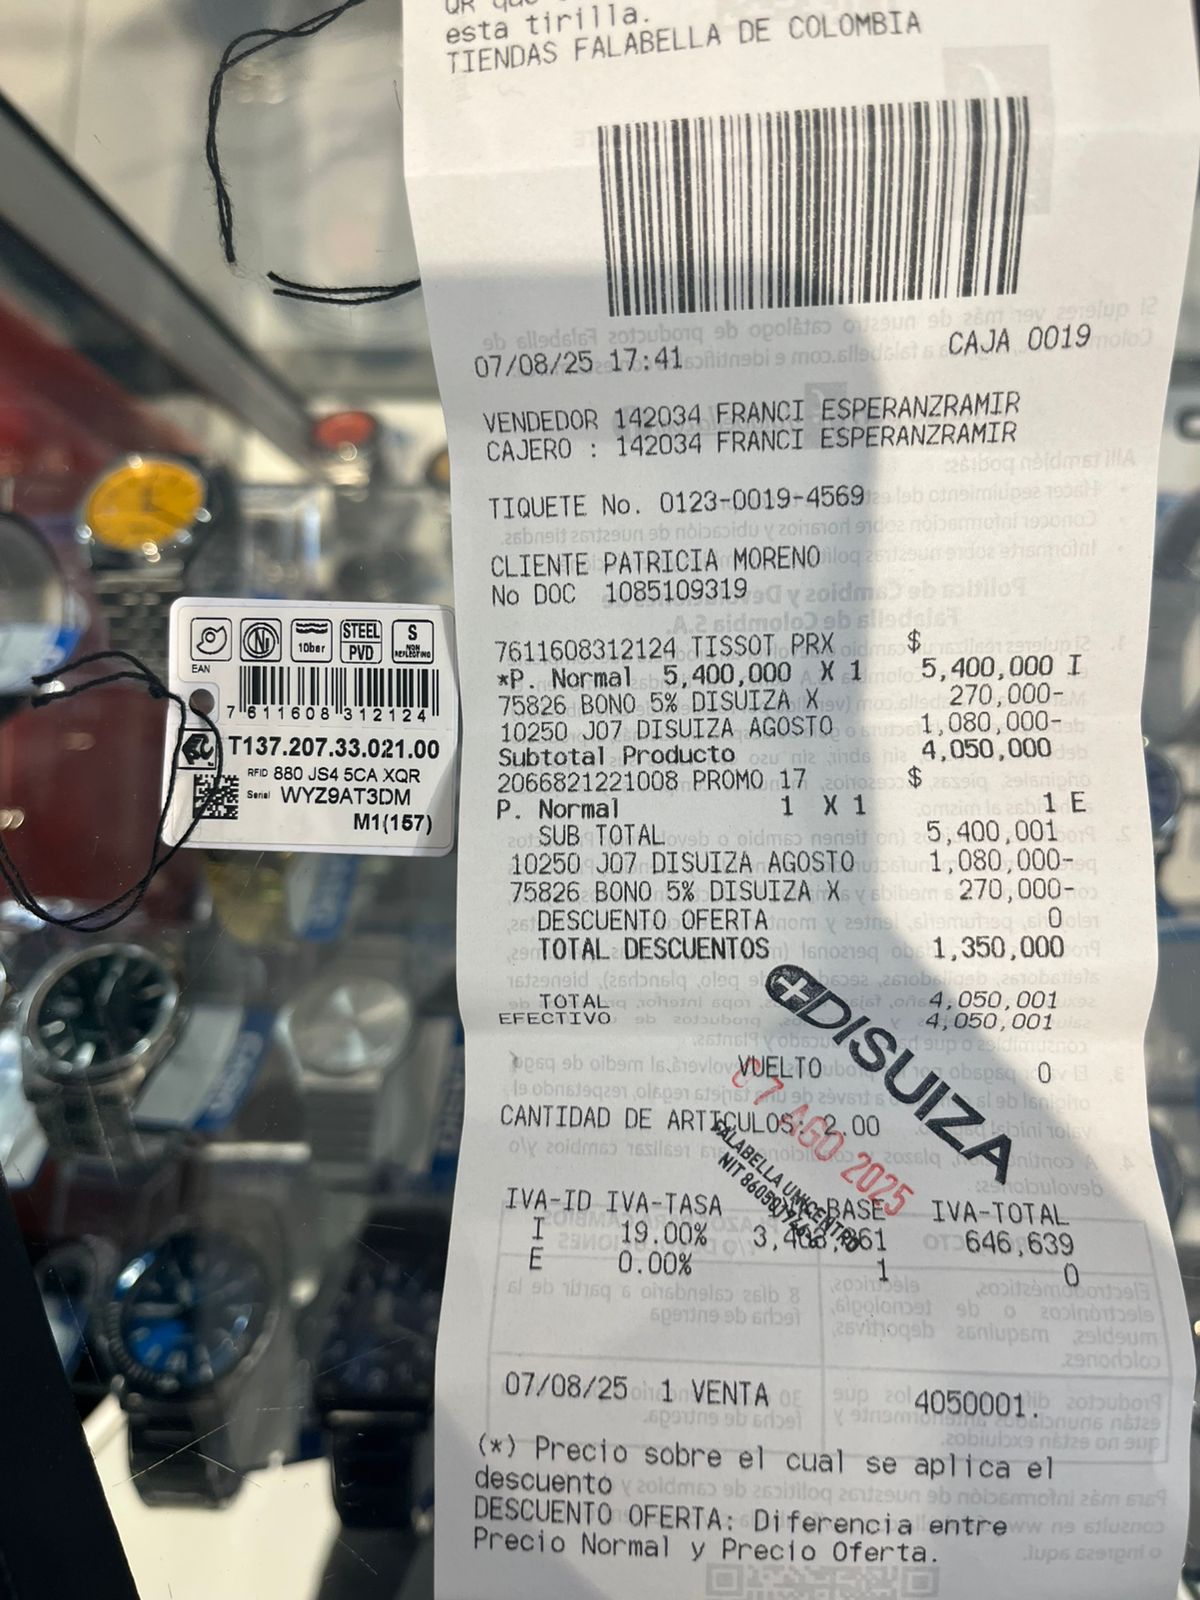 esta tirilla.
TIENDAS FALABELLA DE COLOMBIA
07/08/25 17:41 CAJA 0019
VENDEDOR 142034 FRANCI ESPERANZRAMIR
CAJERO : 142034 FRANCI ESPERANZRAMIR
TIQUETE No. 0123-0019-4569
CLIENTE PATRICIA MORENO
No DOC 1085109319
7611608312124 TISSOT PRX $
*P. Normal 5,400,000 X 1 5,400,000 I
75826 BONO 5% DISUIZA X 270,000-
10250 J07 DISUIZA AGOSTO 1,080,000-
Subtotal Producto 4,050,000
2066821221008 PROMO 17 $
P. Normal 1 X 1 1 E
SUB TOTAL 5,400,001
10250 J07 DISUIZA AGOSTO 1,080,000-
75826 BONO 5% DISUIZA X 270,000-
DESCUENTO OFERTA 0
TOTAL DESCUENTOS 1,350,000
TOTAL 4,050,001
EFECTIVO 4,050,001
VUELTO 0
CANTIDAD DE ARTICULOS: 2.00
IVA-ID IVA-TASA BASE IVA-TOTAL
I 19.00% 646,639
E 0.00% 1 0
07/08/25 1 VENTA 4050001.
(*) Precio sobre el cual se aplica el
descuento
DESCUENTO OFERTA: Diferencia entre
Precio Normal y Precio Oferta.
DISUIZA
07 AGO 2025
FALABELLA UNICENTRO
NIT
10bar
STEEL
PVD
S
NON
REFLECTING
EAN
7 611608 312124
T137.207.33.021.00
RFID 880 JS4 5CA XQR
Serial WYZ9AT3DM
M1(157)